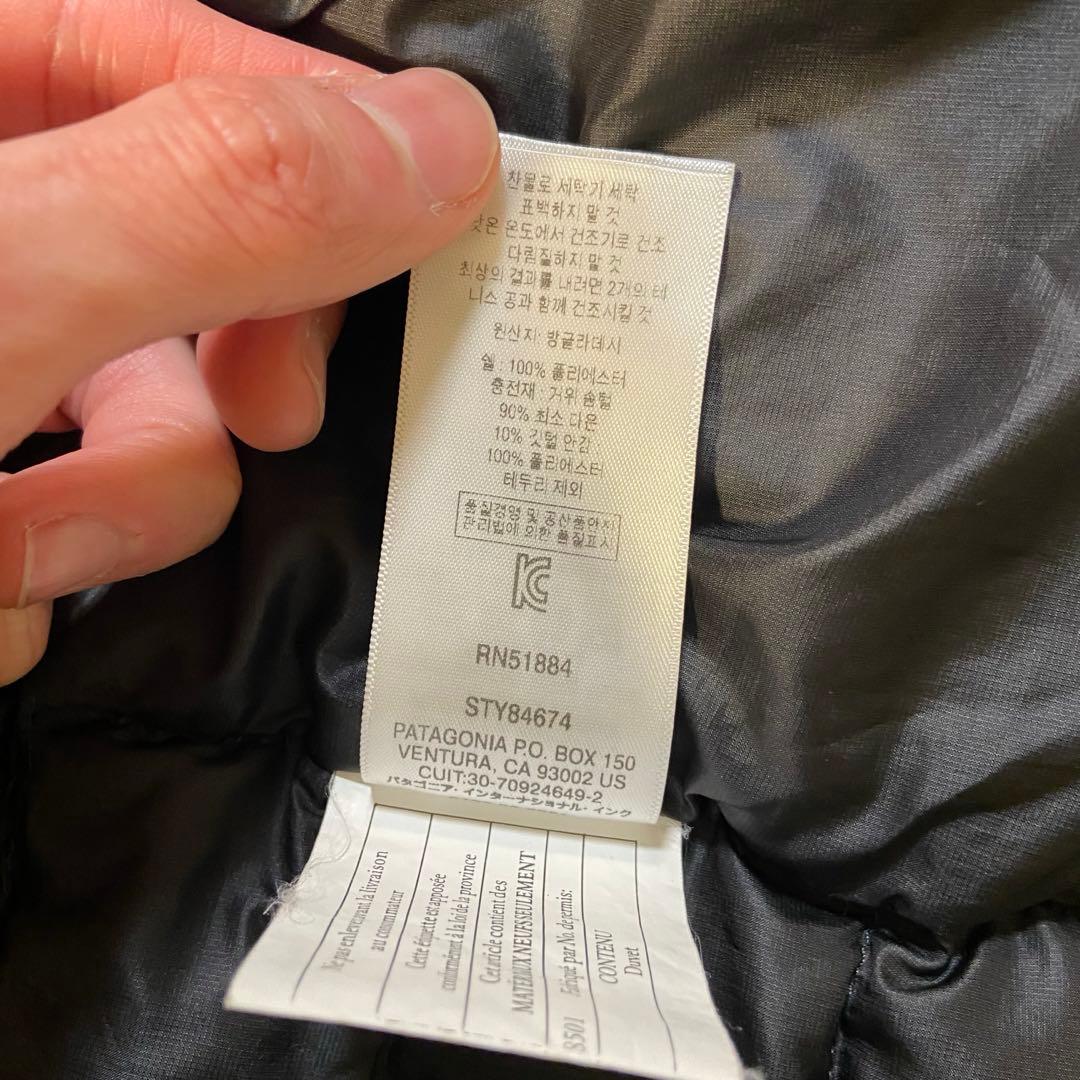 찬물로 세탁기 세탁
표백하지 말 것
낮은 온도에서 건조기로 건조
다림질하지 말 것
최상의 결과를 내려면 2개의 테
니스 공과 함께 건조시킬 것
원산지: 방글라데시
쉘 : 100% 폴리에스터
충전재 : 거위 솜털
90% 최소 다운
10% 깃털 안감
100% 폴리에스터
테두리 제외
품질경영 및 공산품안전
관리법에 의한 품질표시
KC
RN51884
STY84674
PATAGONIA P.O. BOX 150
VENTURA, CA 93002 US
CUIT:30-70924649-2
パタゴニア・インターナショナル・インク
pas enlever avant la livraison
au consommateur
Cette étiquette est apposée
conformément à la loi de la province
Cet article contient des
MATÉRIAUX NEUFS SEULEMENT
Fabriqué par No. de permis:
8501
CONTENU
Duvet